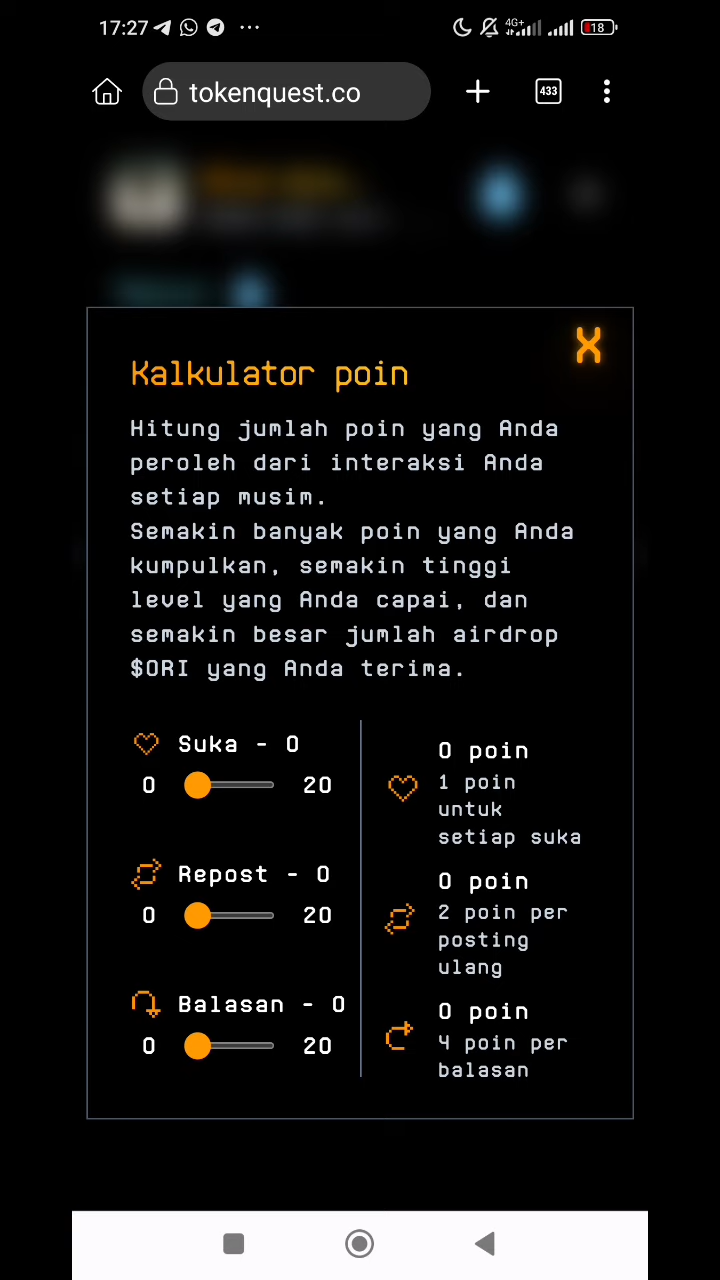 17:27
4G+
18
tokenquest.co
433
X
Kalkulator poin
Hitung jumlah poin yang Anda
peroleh dari interaksi Anda
setiap musim.
Semakin banyak poin yang Anda
kumpulkan, semakin tinggi
level yang Anda capai, dan
semakin besar jumlah airdrop
$ORI yang Anda terima.
Suka - 0
0 20
Repost - 0
0 20
Balasan - 0
0 20
0 poin
1 poin
untuk
setiap suka
0 poin
2 poin per
posting
ulang
0 poin
4 poin per
balasan